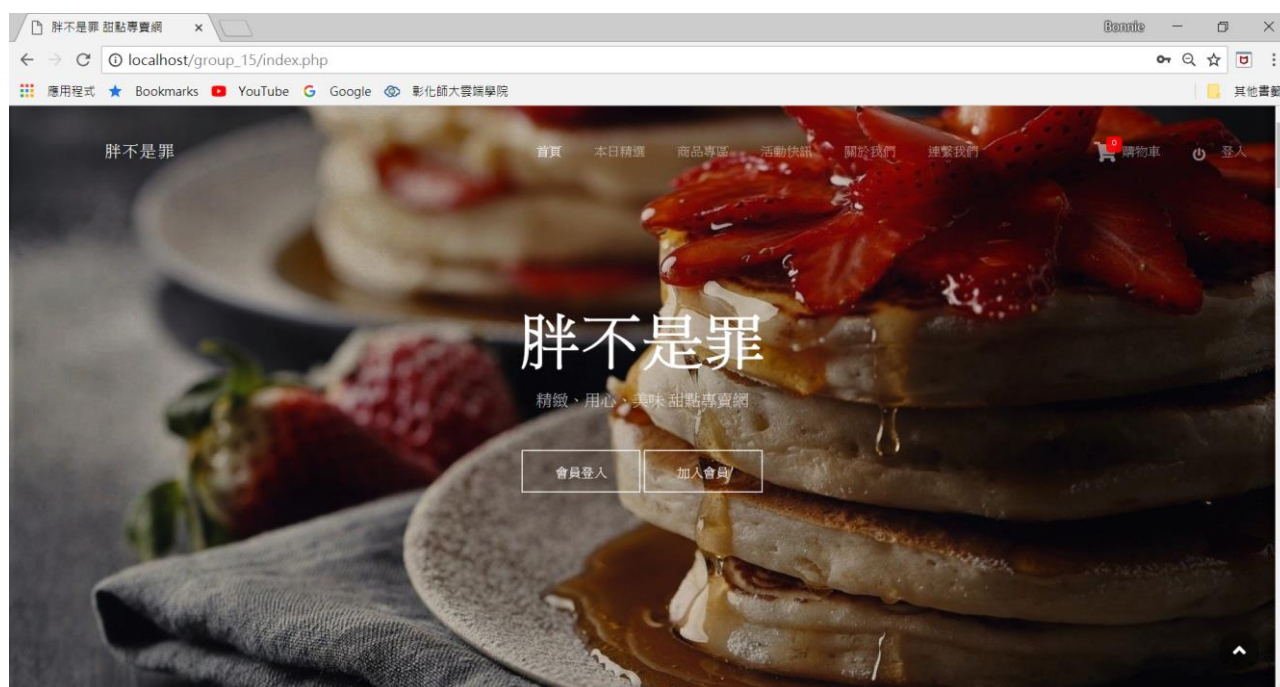 胖不是罪 甜點專賣網
Bonnie
localhost/group_15/index.php
應用程式 Bookmarks YouTube Google 彰化師大雲端學院 其他書籤
胖不是罪 首頁 本日精選 商品專區 活動快訊 關於我們 連繫我們 0 購物車 登入
胖不是罪
精緻、用心、美味 甜點專賣網
會員登入 加入會員/